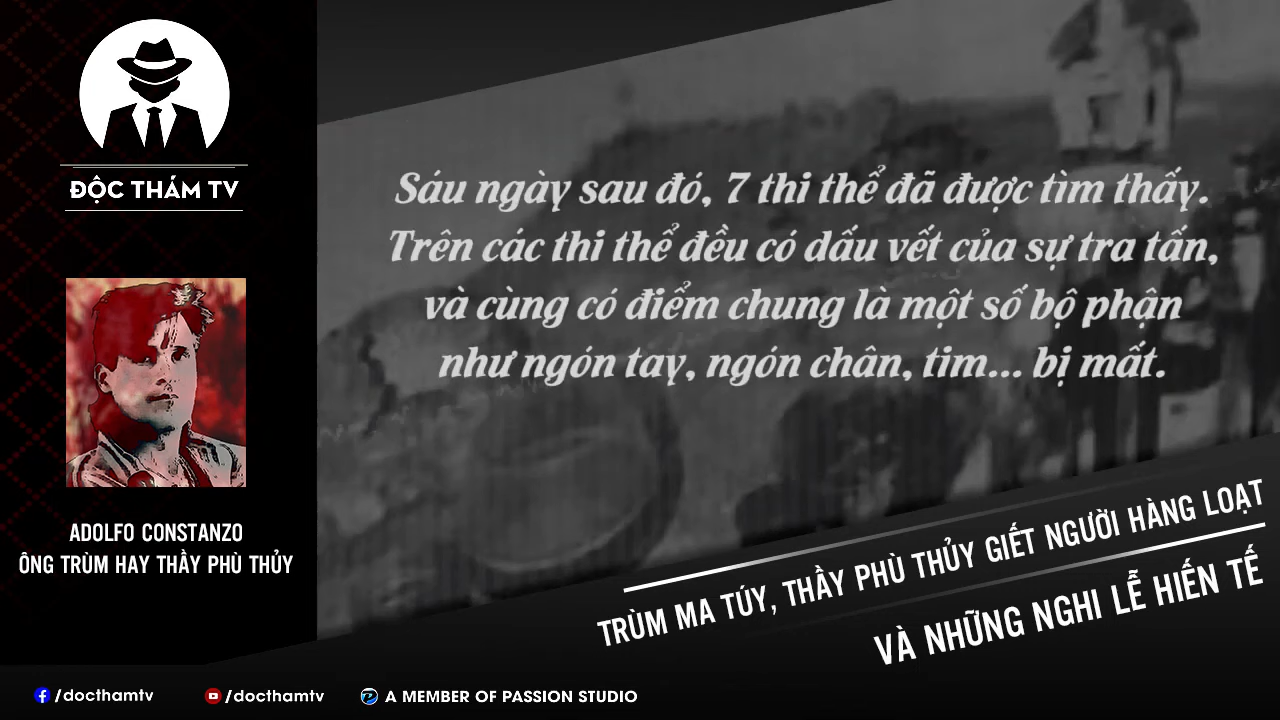 ĐỘC THÁM TV
ADOLFO CONSTANZO
ÔNG TRÙM HAY THẦY PHÙ THỦY
Sáu ngày sau đó, 7 thi thể đã được tìm thấy.
Trên các thi thể đều có dấu vết của sự tra tấn,
và cùng có điểm chung là một số bộ phận
như ngón tay, ngón chân, tim... bị mất.
TRÙM MA TÚY, THẦY PHÙ THỦY GIẾT NGƯỜI HÀNG LOẠT
VÀ NHỮNG NGHI LỄ HIẾN TẾ
/docthamtv
/docthamtv
A MEMBER OF PASSION STUDIO